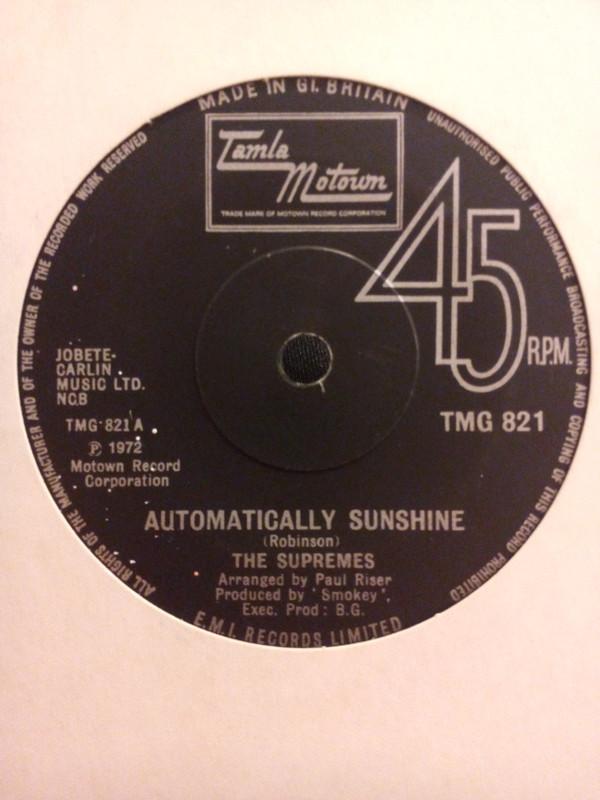 MADE IN GT. BRITAIN
UNAUTHORISED PUBLIC PERFORMANCE BROADCASTING AND COPYING OF THIS RECORD PROHIBITED
ALL RIGHTS OF THE MANUFACTURER AND OF THE OWNER OF THE RECORDED WORK RESERVED
Tamla
Motown
TRADE MARK OF MOTOWN RECORD CORPORATION
45
R.P.M.
JOBETE-
CARLIN
MUSIC LTD.
NCB
TMG 821
TMG·821 A
℗ 1972
Motown Record
Corporation
AUTOMATICALLY SUNSHINE
(Robinson)
THE SUPREMES
Arranged by Paul Riser
Produced by 'Smokey',
Exec. Prod: B.G.
E.M.I. RECORDS LIMITED